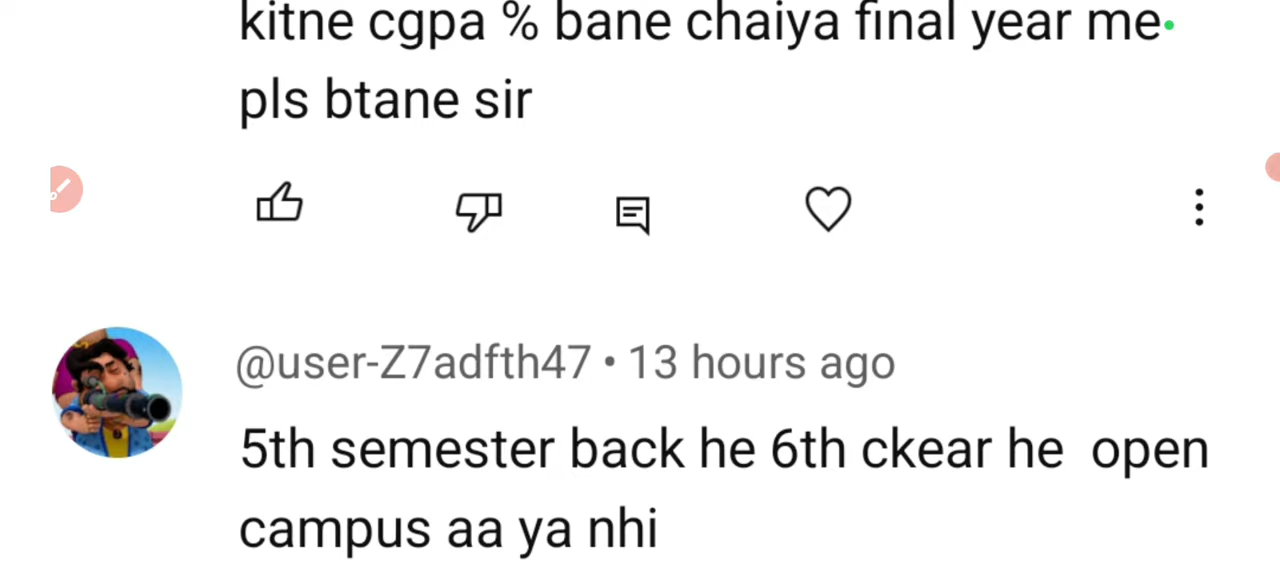 kitne cgpa % bane chaiya final year me
pls btane sir
@user-Z7adfth47 • 13 hours ago
5th semester back he 6th ckear he open
campus aa ya nhi